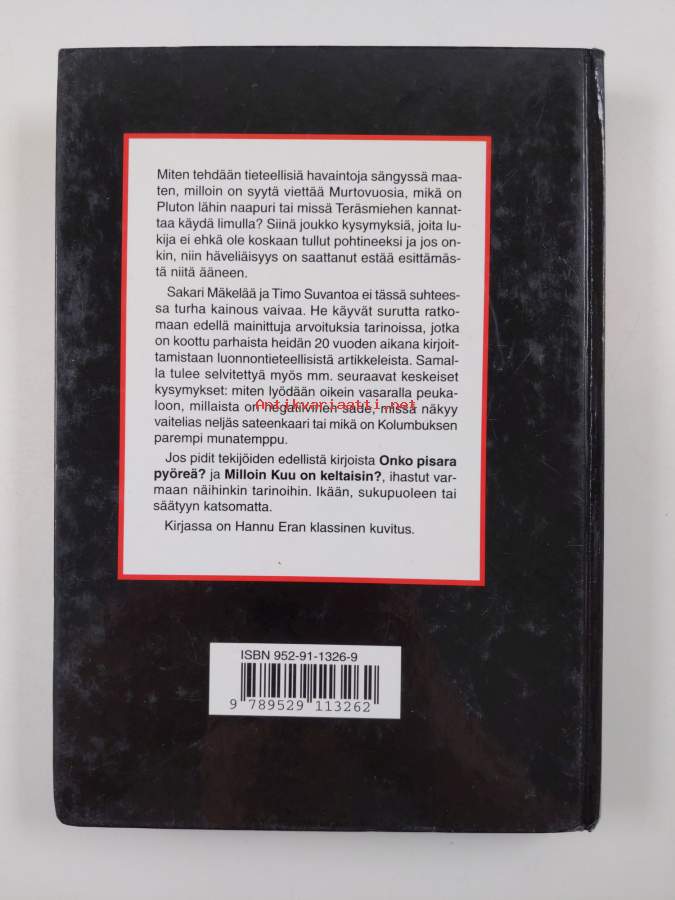 Miten tehdään tieteellisiä havaintoja sängyssä maa-
ten, milloin on syytä viettää Murtovuosia, mikä on
Pluton lähin naapuri tai missä Teräsmiehen kannat-
taa käydä limulla? Siinä joukko kysymyksiä, joita lu-
kija ei ehkä ole koskaan tullut pohtineeksi ja jos on-
kin, niin häveliäisyys on saattanut estää esittämäs-
tä niitä ääneen.
Sakari Mäkelää ja Timo Suvantoa ei tässä suhtees-
sa turha kainous vaivaa. He käyvät surutta ratko-
maan edellä mainittuja arvoituksia tarinoissa, jotka
on koottu parhaista heidän 20 vuoden aikana kirjoit-
tamistaan luonnontieteellisistä artikkeleista. Samal-
la tulee selvitettyä myös mm. seuraavat keskeiset
kysymykset: miten lyödään oikein vasaralla peuka-
loon, millaista on negatiivinen sade, missä näkyy
Antikvariaatti.net
vaitelias neljäs sateenkaari tai mikä on Kolumbuksen
parempi munatemppu.
Jos pidit tekijöiden edellistä kirjoista Onko pisara
pyöreä? ja Milloin Kuu on keltaisin?, ihastut var-
maan näihinkin tarinoihin. Ikään, sukupuoleen tai
säätyyn katsomatta.
Kirjassa on Hannu Eran klassinen kuvitus.
ISBN 952-91-1326-9
9 789529 113262